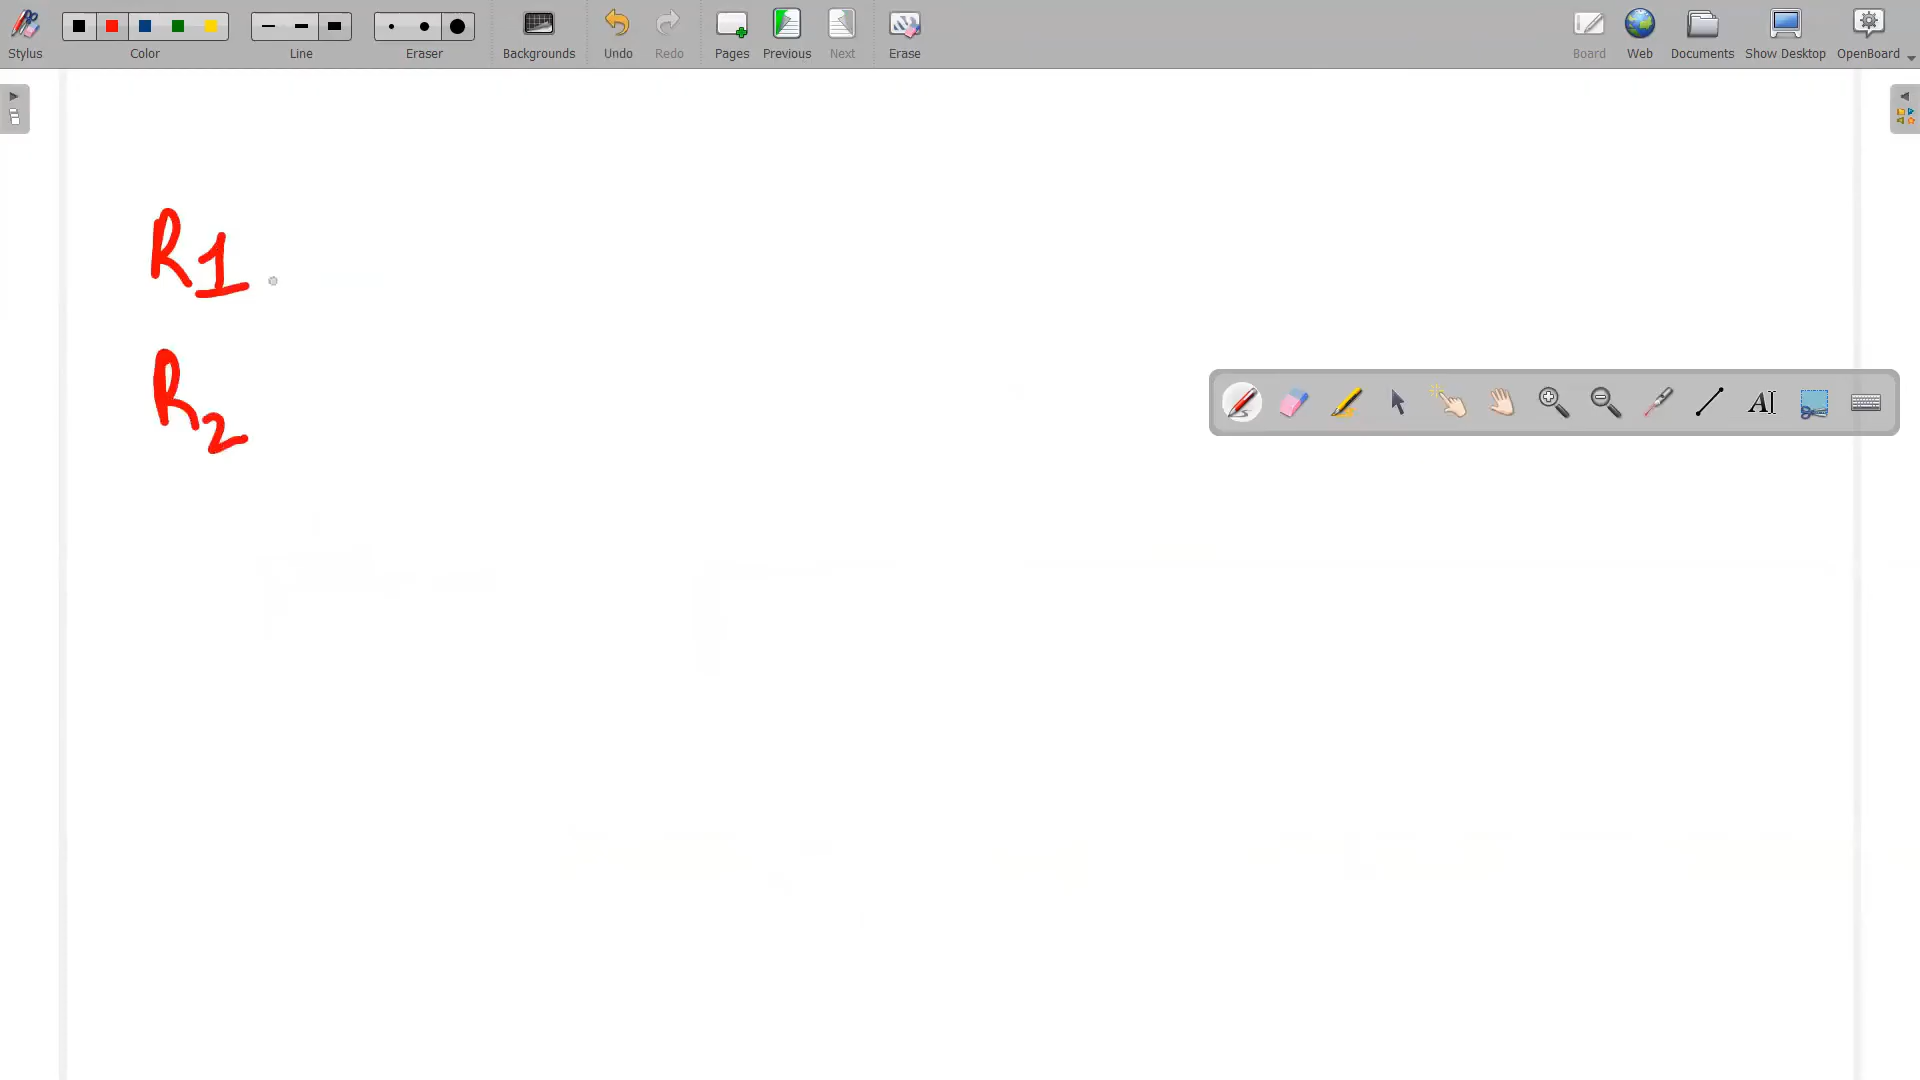 Stylus Color Line Eraser Backgrounds Undo Redo Pages Previous Next Erase Board Web Documents Show Desktop OpenBoard
R1
R2